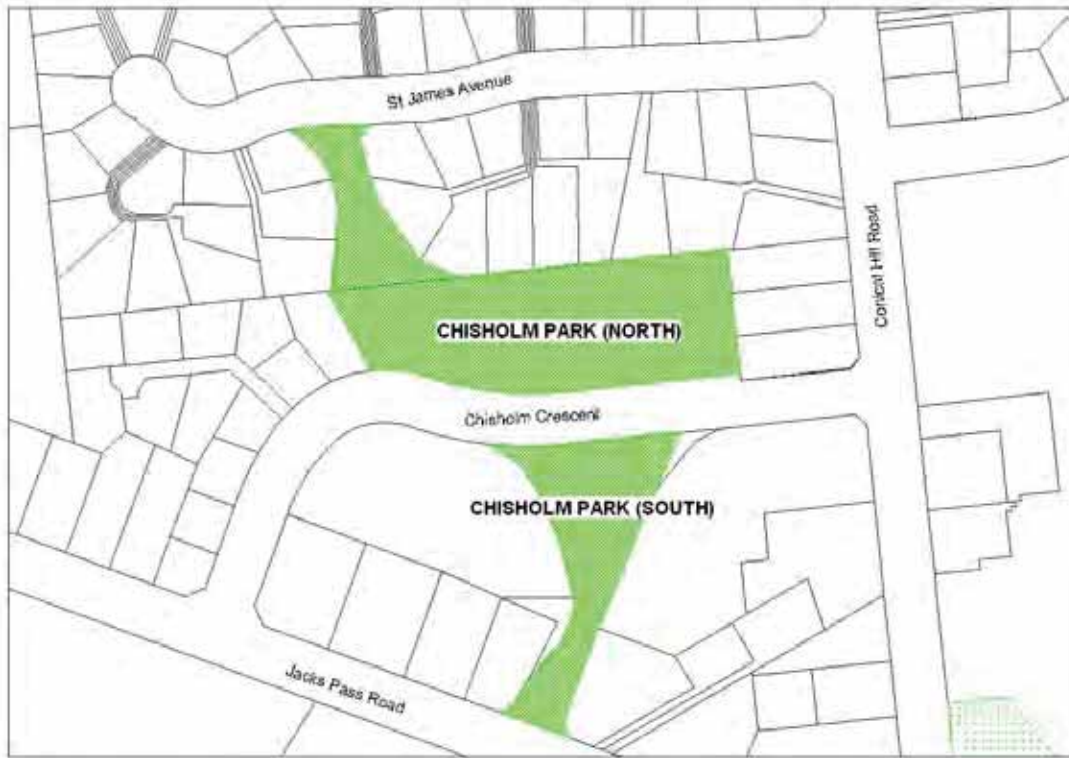 St James Avenue
Conical Hill Road
CHISHOLM PARK (NORTH)
Chisholm Crescent
CHISHOLM PARK (SOUTH)
Jacks Pass Road